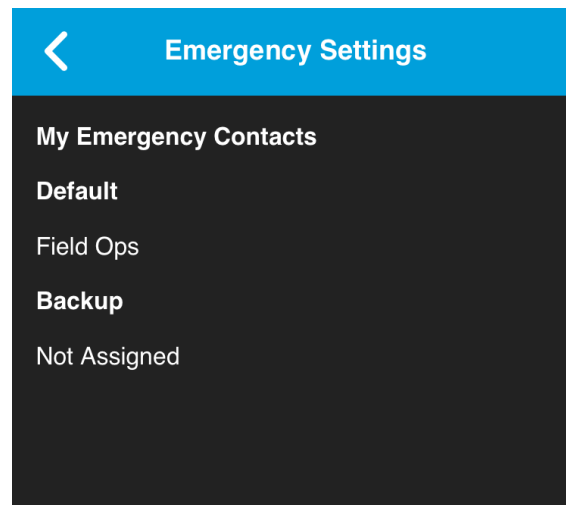 Emergency Settings
My Emergency Contacts
Default
Field Ops
Backup
Not Assigned